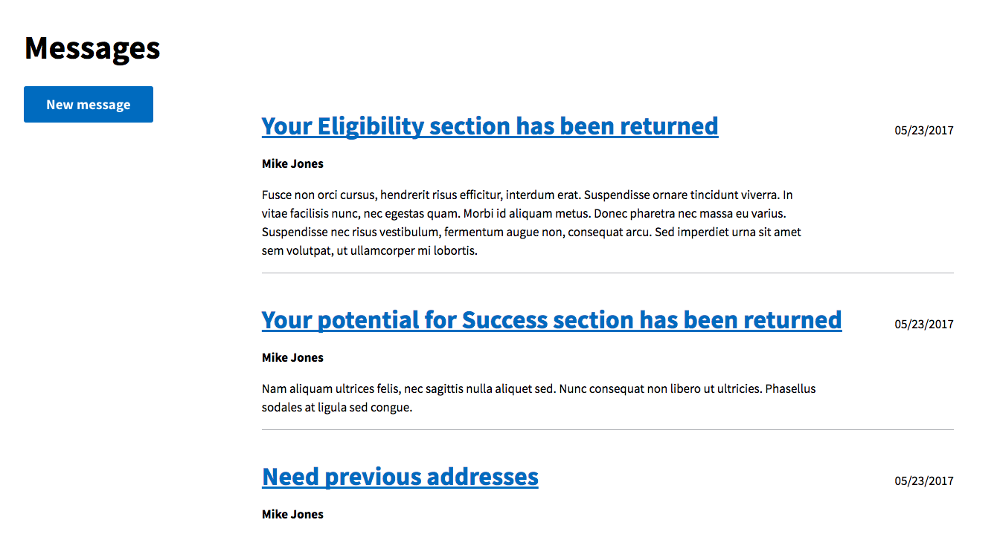 Messages
New message
Your Eligibility section has been returned
05/23/2017
Mike Jones
Fusce non orci cursus, hendrerit risus efficitur, interdum erat. Suspendisse ornare tincidunt viverra. In
vitae facilisis nunc, nec egestas quam. Morbi id aliquam metus. Donec pharetra nec massa eu varius.
Suspendisse nec risus vestibulum, fermentum augue non, consequat arcu. Sed imperdiet urna sit amet
sem volutpat, ut ullamcorper mi lobortis.
Your potential for Success section has been returned
05/23/2017
Mike Jones
Nam aliquam ultrices felis, nec sagittis nulla aliquet sed. Nunc consequat non libero ut ultricies. Phasellus
sodales at ligula sed congue.
Need previous addresses
05/23/2017
Mike Jones